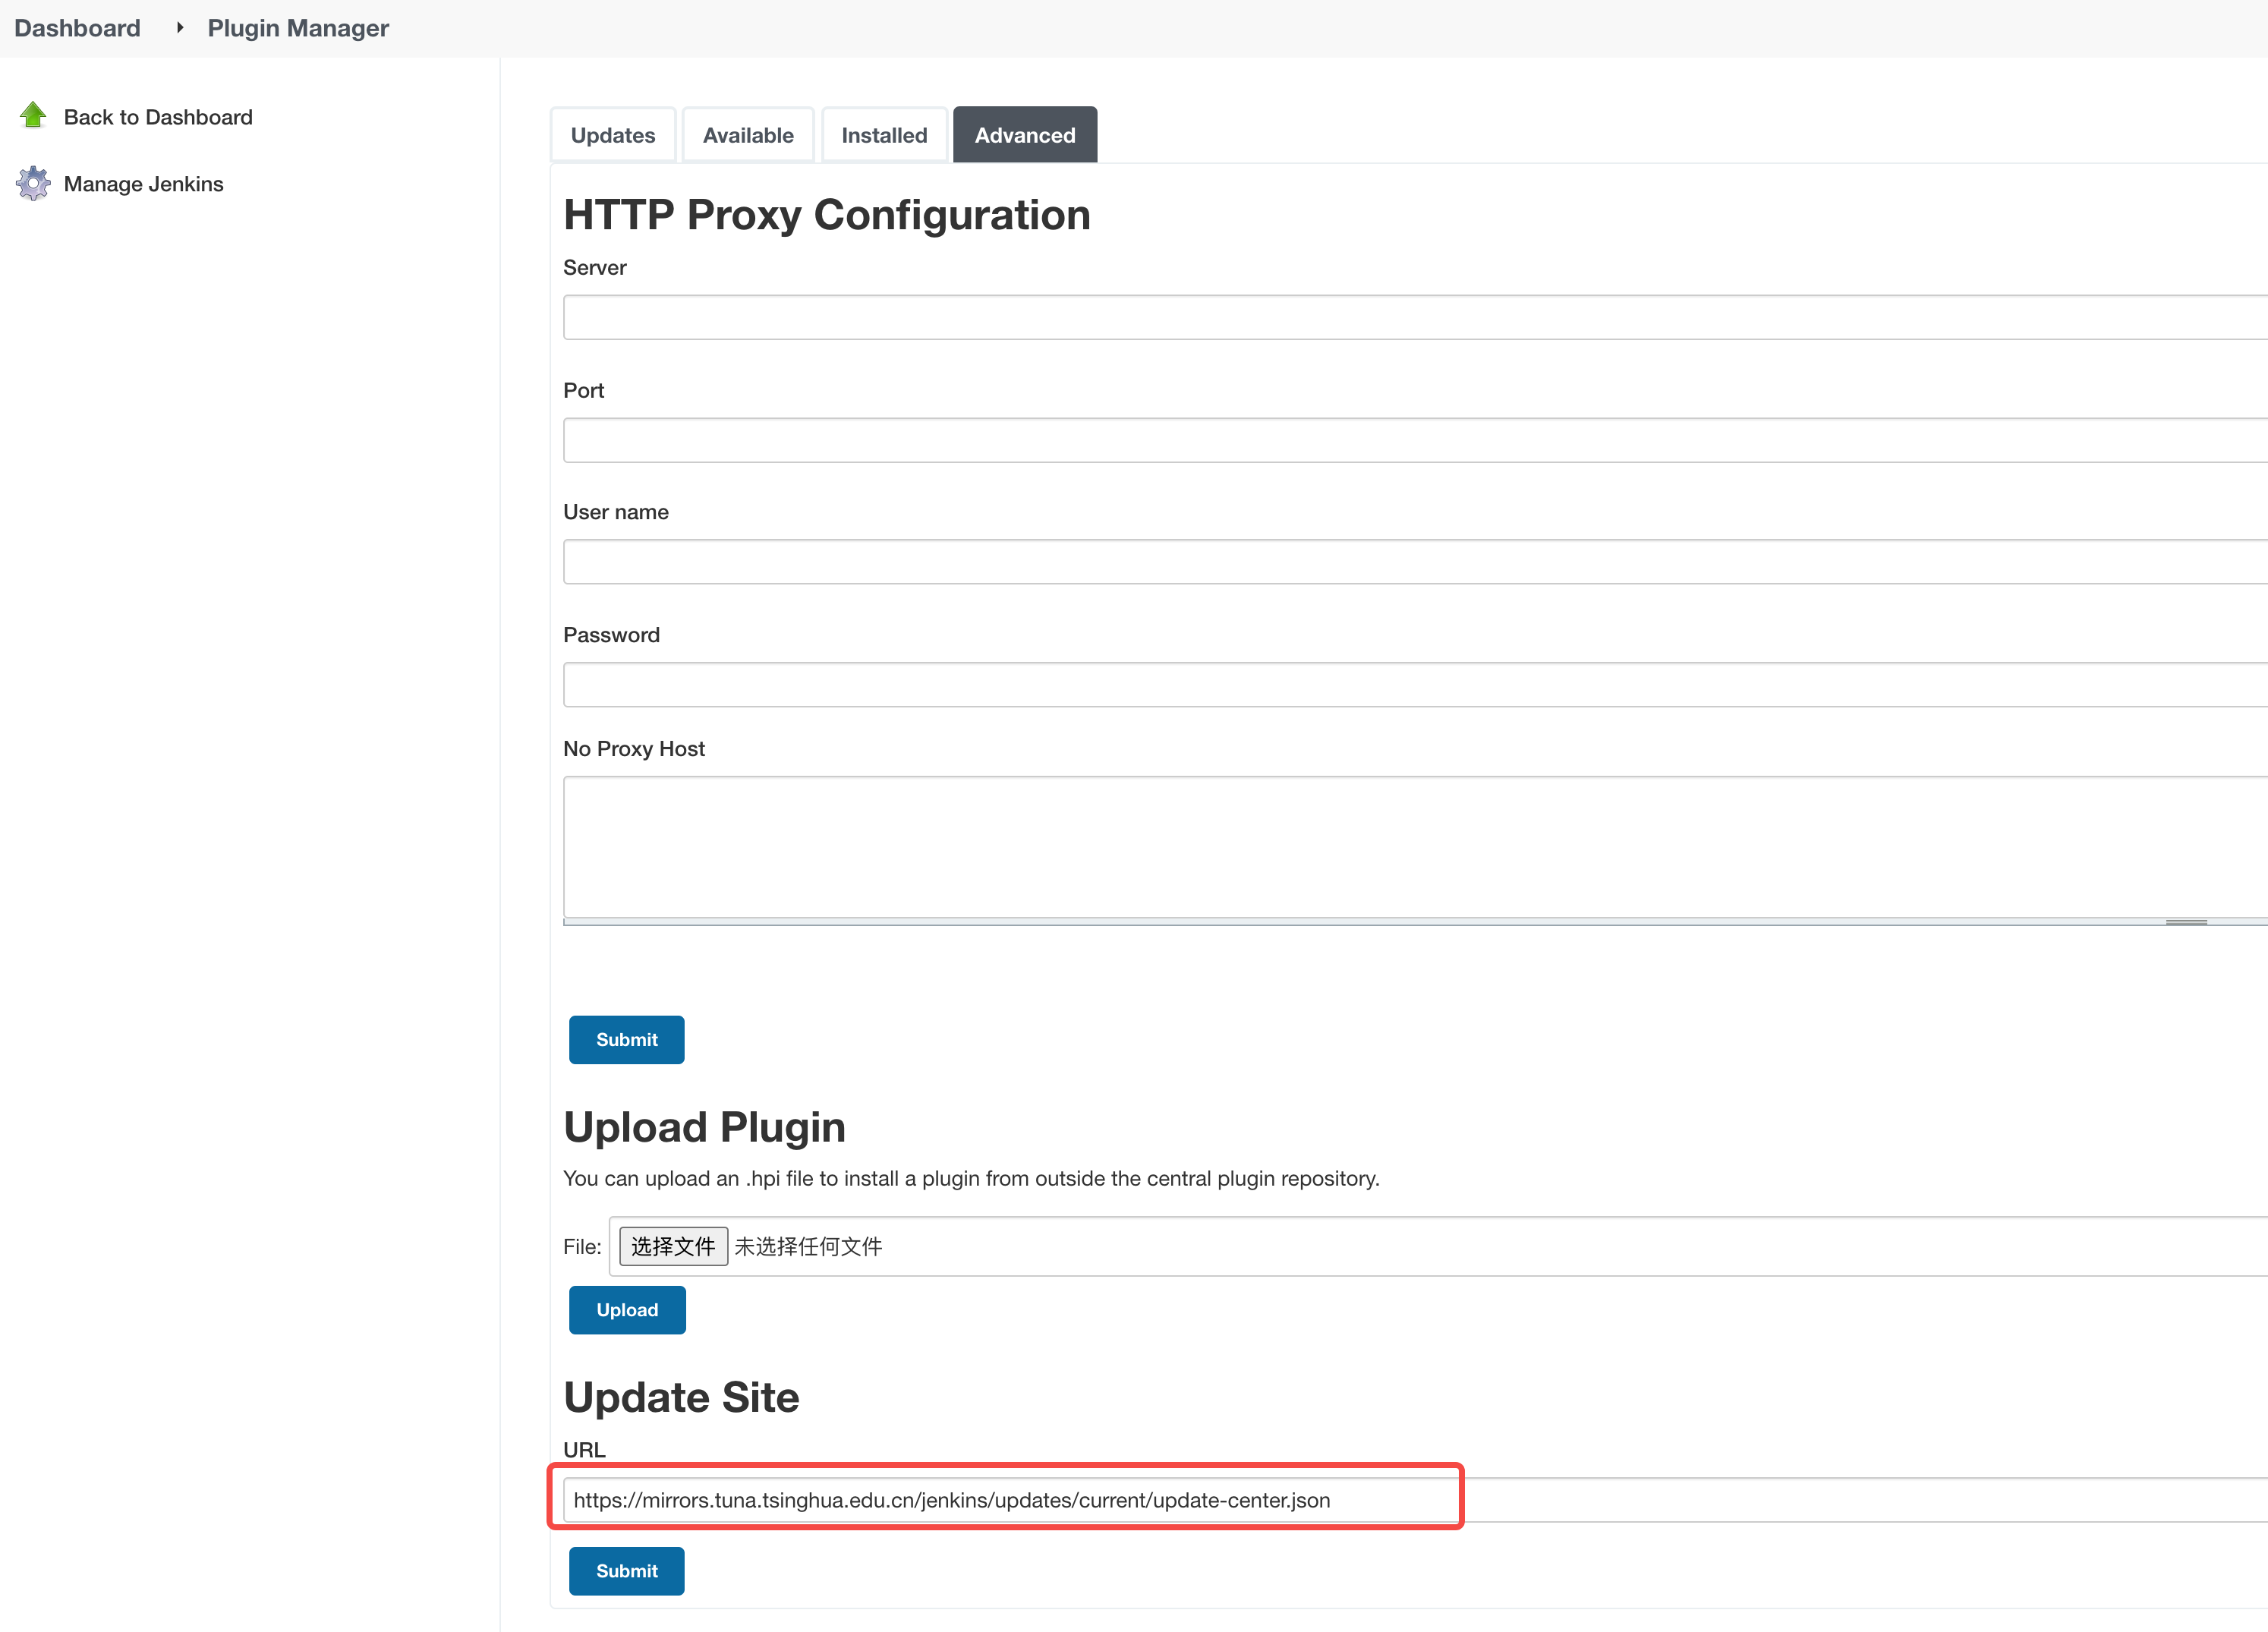 Dashboard
Plugin Manager
Back to Dashboard
Manage Jenkins
Updates
Available
Installed
Advanced
HTTP Proxy Configuration
Server
Port
User name
Password
No Proxy Host
Submit
Upload Plugin
You can upload an .hpi file to install a plugin from outside the central plugin repository.
File: 选择文件 未选择任何文件
Upload
Update Site
URL
https://mirrors.tuna.tsinghua.edu.cn/jenkins/updates/current/update-center.json
Submit